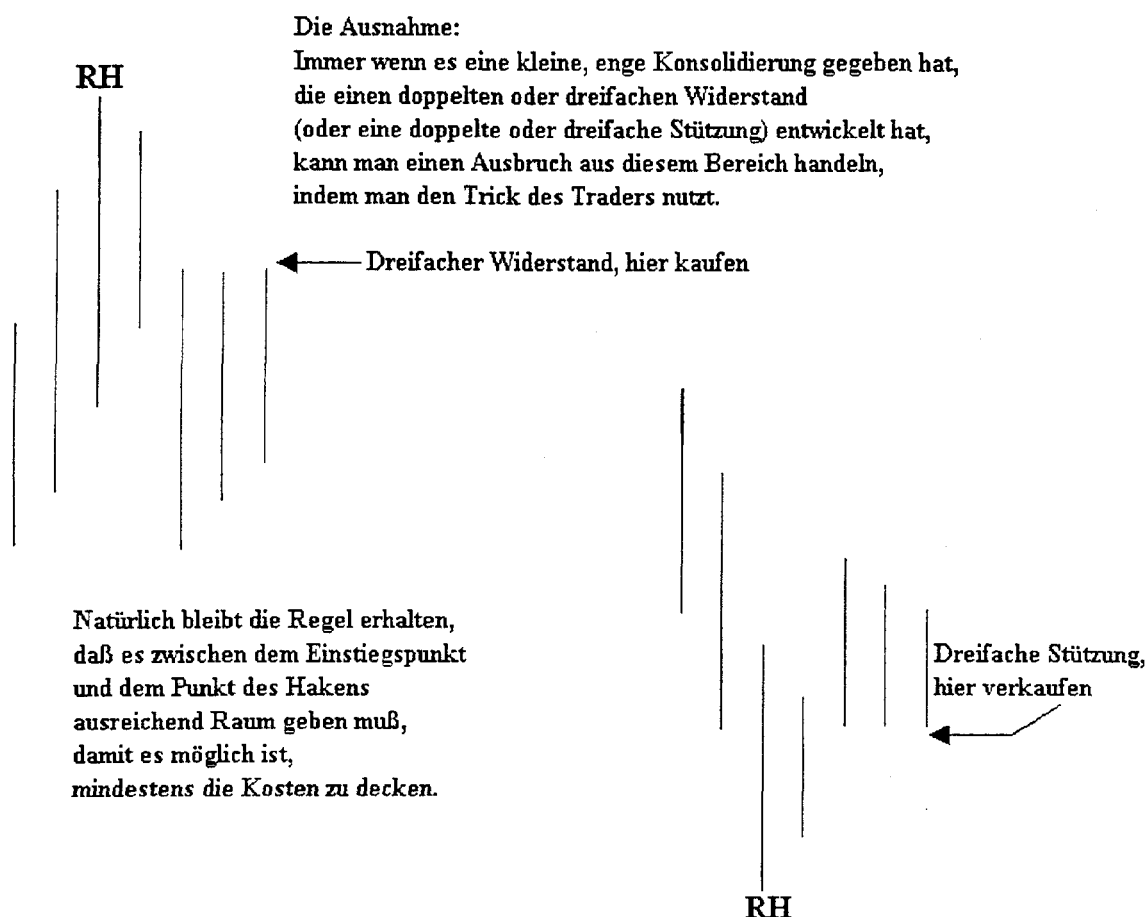 Die Ausnahme:
Immer wenn es eine kleine, enge Konsolidierung gegeben hat,
die einen doppelten oder dreifachen Widerstand
(oder eine doppelte oder dreifache Stützung) entwickelt hat,
kann man einen Ausbruch aus diesem Bereich handeln,
indem man den Trick des Traders nutzt.
RH
Dreifacher Widerstand, hier kaufen
Natürlich bleibt die Regel erhalten,
daß es zwischen dem Einstiegspunkt
und dem Punkt des Hakens
ausreichend Raum geben muß,
damit es möglich ist,
mindestens die Kosten zu decken.
Dreifache Stützung,
hier verkaufen
RH